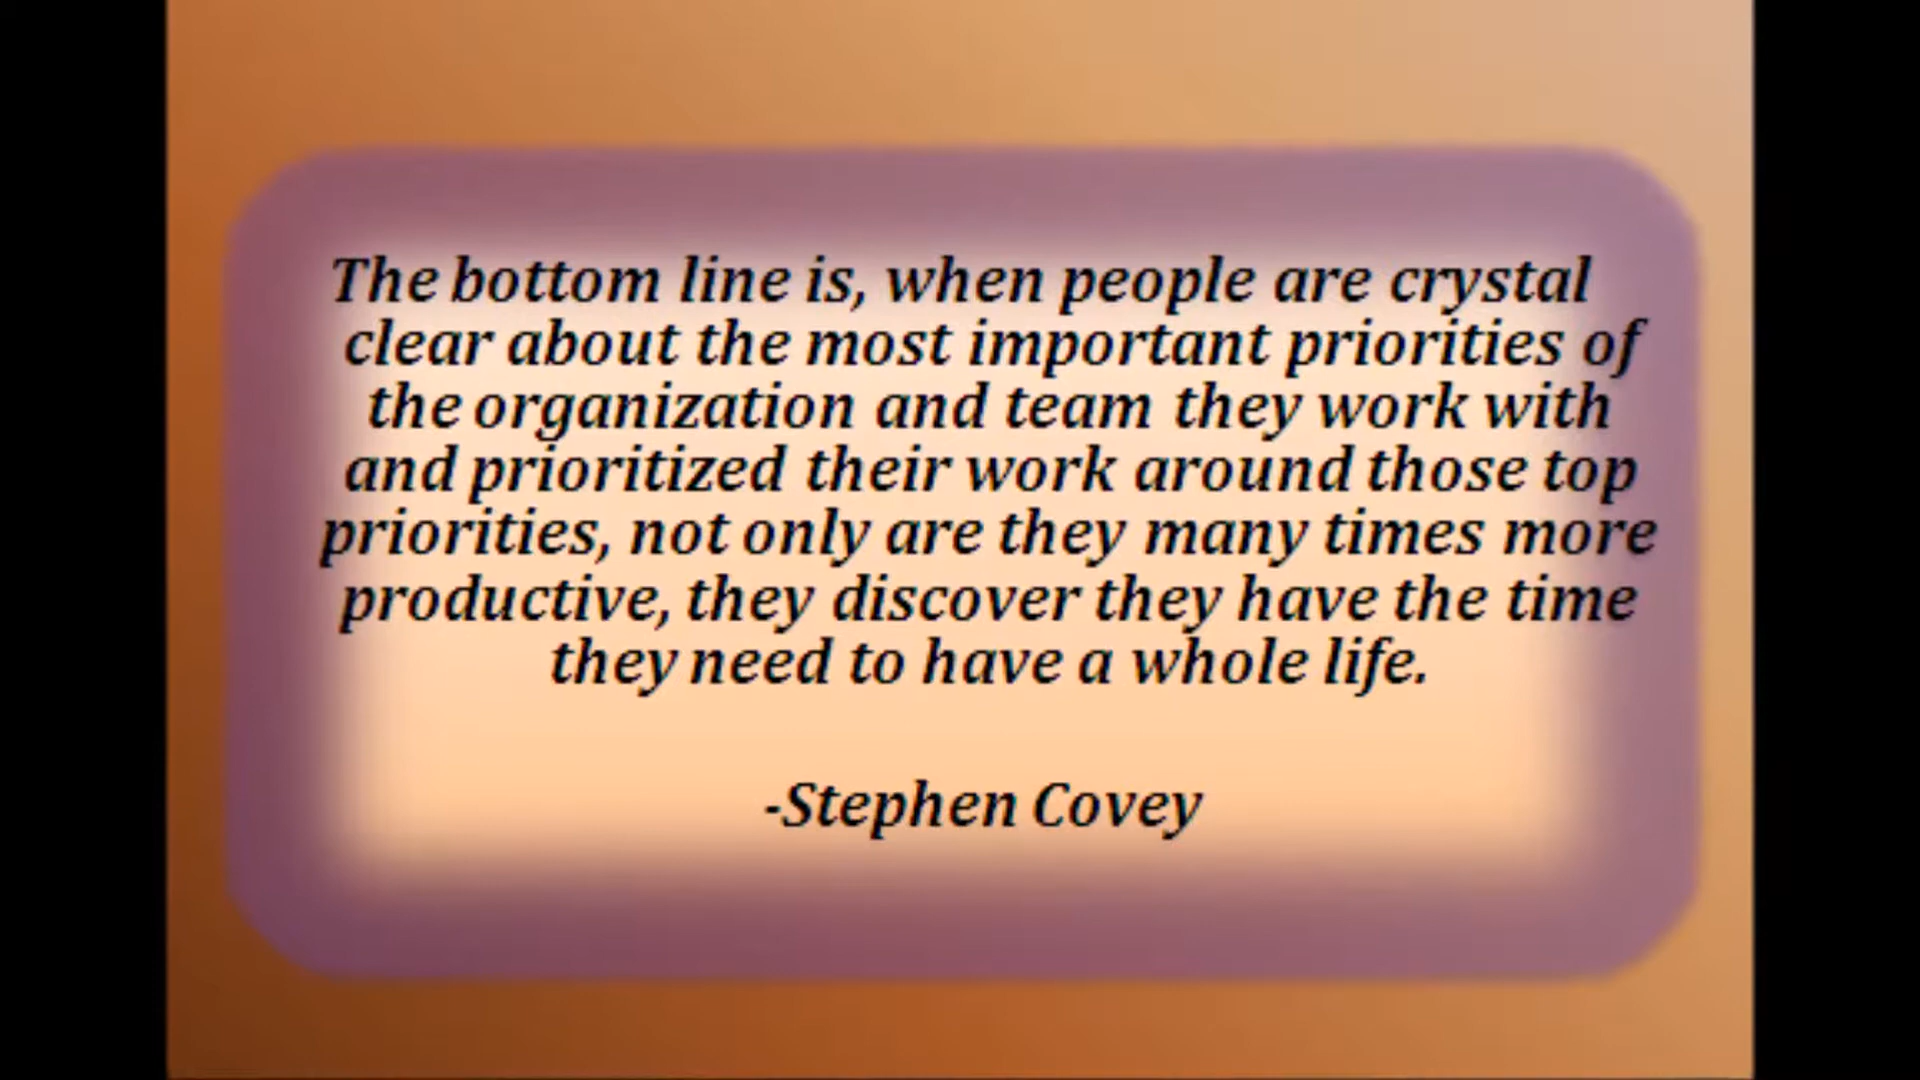 The bottom line is, when people are crystal
clear about the most important priorities of
the organization and team they work with
and prioritized their work around those top
priorities, not only are they many times more
productive, they discover they have the time
they need to have a whole life.
-Stephen Covey